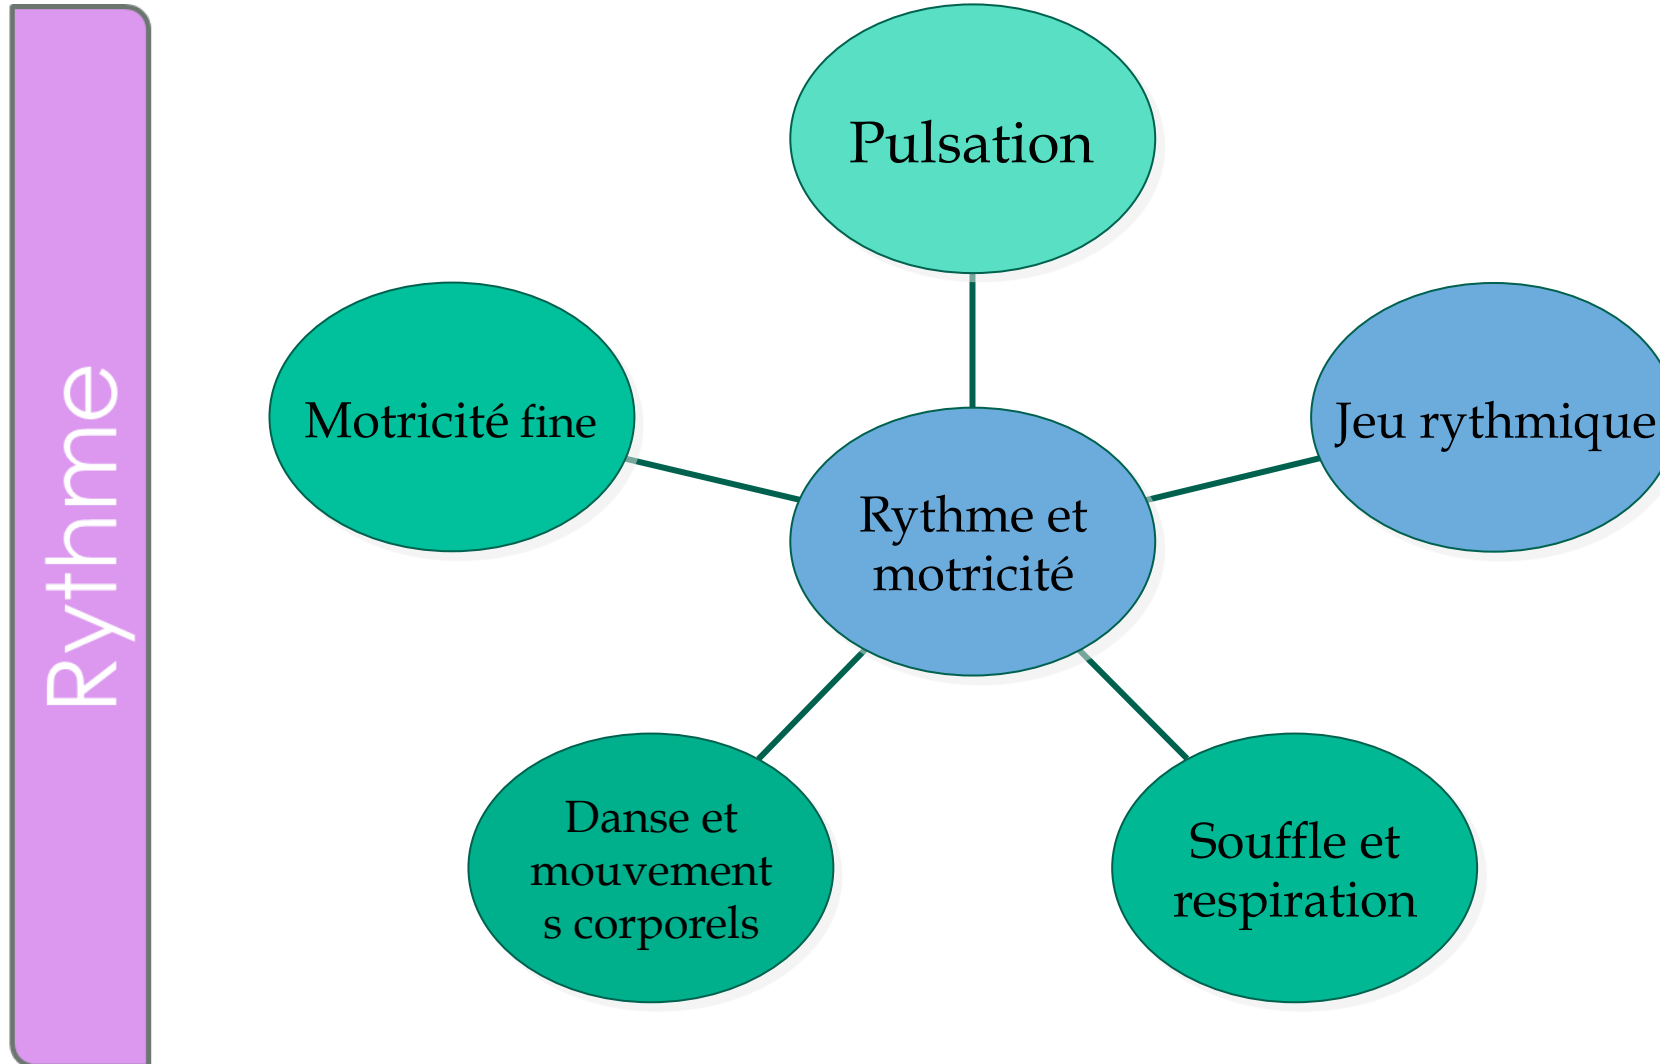 Rythme
Pulsation
Motricité fine
Jeu rythmique
Rythme et
motricité
Danse et
mouvement
s corporels
Souffle et
respiration